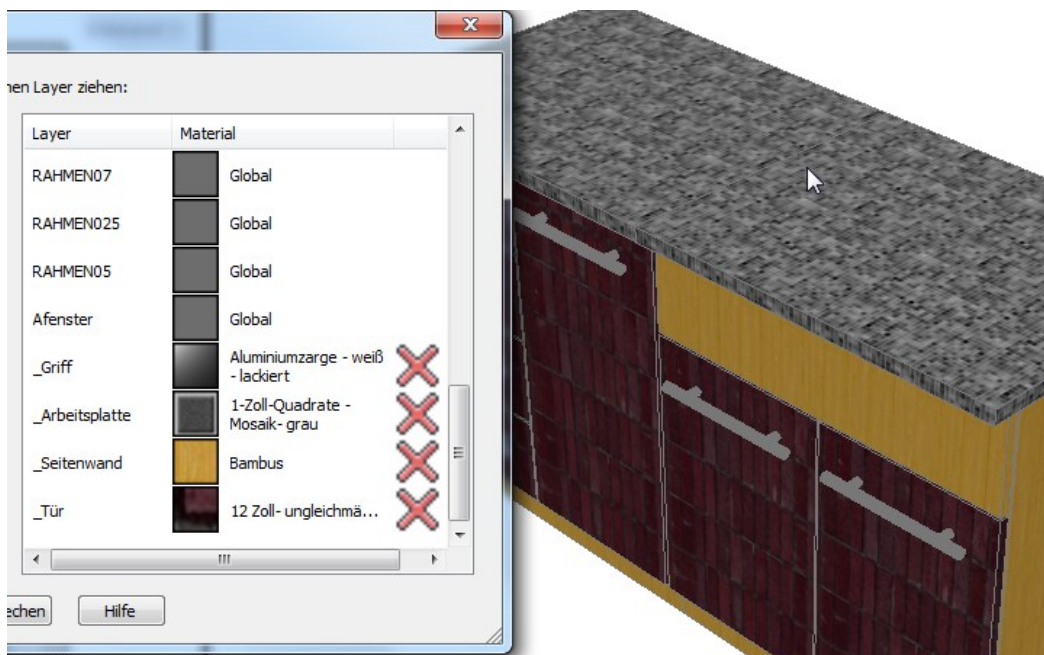 nen Layer ziehen:
Layer Material
RAHMEN07 Global
RAHMEN025 Global
RAHMEN05 Global
Afenster Global
_Griff Aluminiumzarge - weiß
- lackiert
_Arbeitsplatte 1-Zoll-Quadrate -
Mosaik- grau
_Seitenwand Bambus
_Tür 12 Zoll- ungleichmä...
echen Hilfe